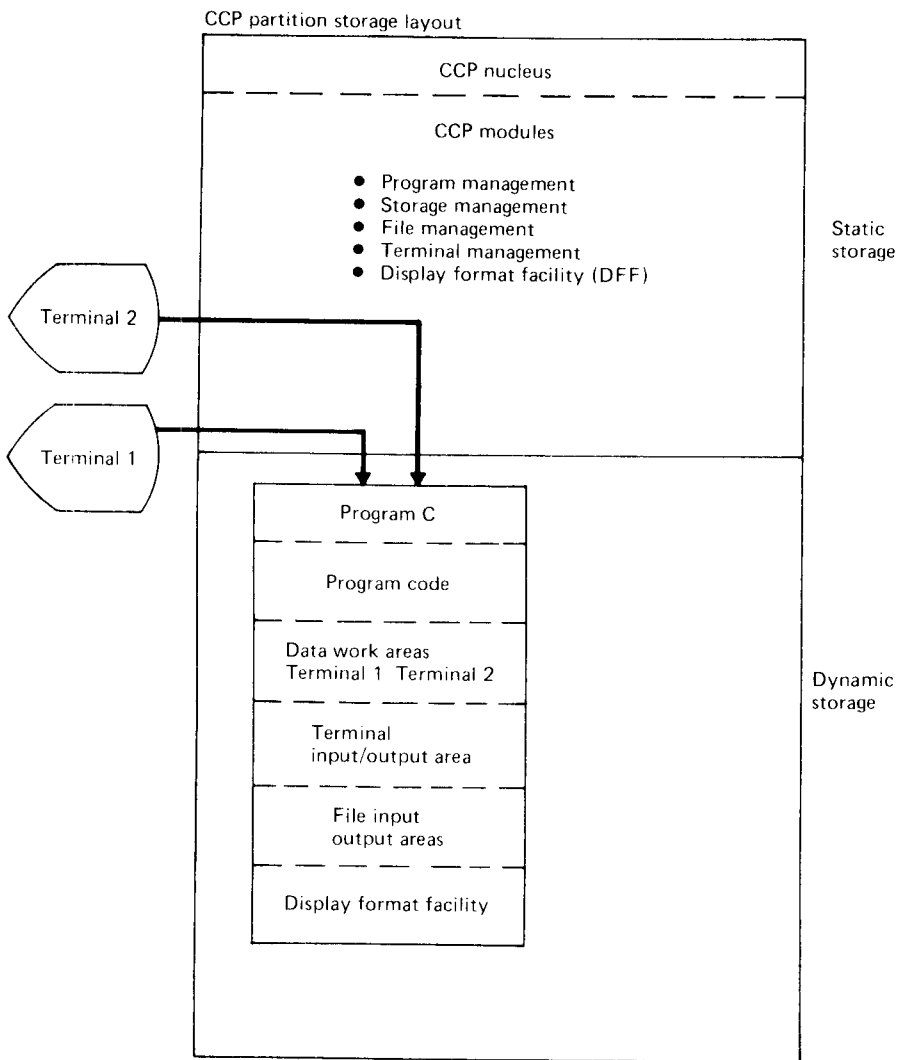 CCP partition storage layout
CCP nucleus
CCP modules
● Program management
● Storage management
● File management
● Terminal management
● Display format facility (DFF)
Static
storage
Terminal 2
Terminal 1
Program C
Program code
Data work areas
Terminal 1 Terminal 2
Terminal
input/output area
File input
output areas
Display format facility
Dynamic
storage